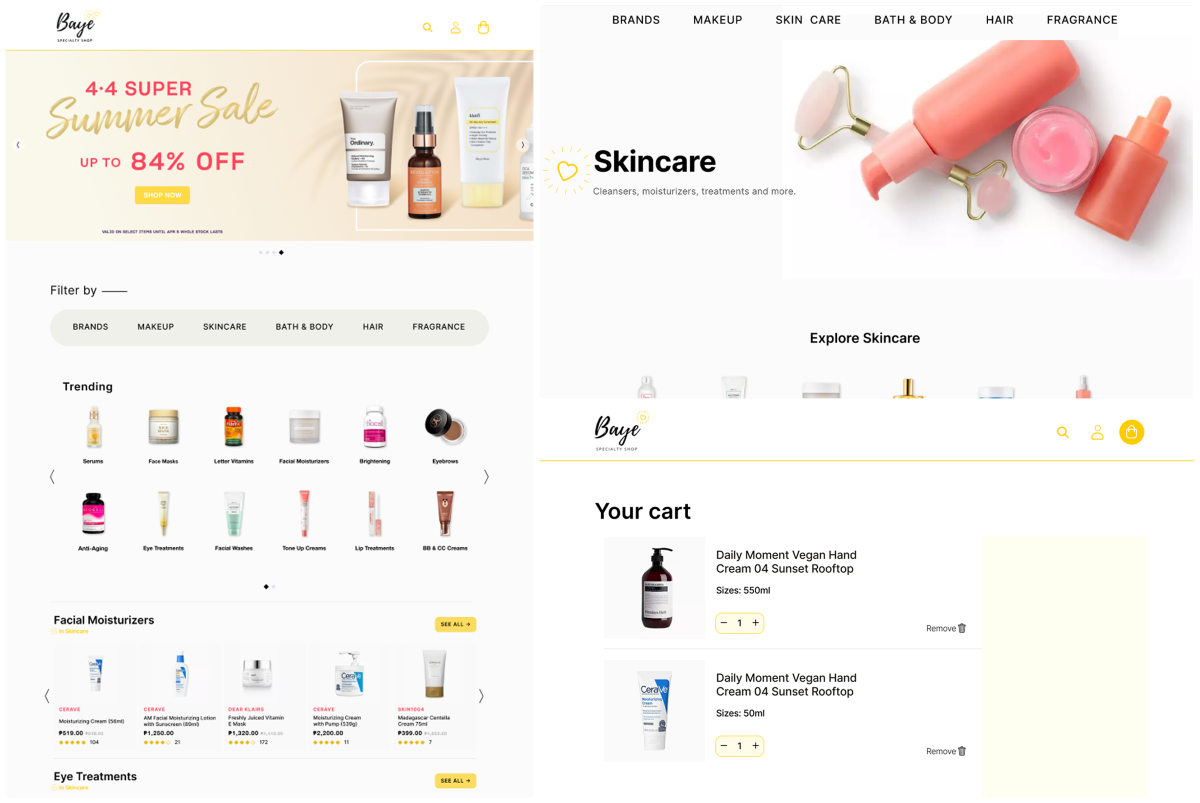 Baye
SPECIALTY SHOP
4•4 SUPER
Summer Sale
UP TO 84% OFF
SHOP NOW
VALID ON SELECT ITEMS UNTIL APR 6 WHILE STOCK LASTS
The Ordinary.
Filter by
BRANDS MAKEUP SKINCARE BATH & BODY HAIR FRAGRANCE
Trending
Serums Face Masks Letter Vitamins Facial Moisturizers Brightening Eyebrows
Anti-Aging Eye Treatments Facial Washes Tone Up Creams Lip Treatments BB & CC Creams
Facial Moisturizers
in Skincare
SEE ALL →
CERAVE
Moisturizing Cream (56ml)
₱519.00 ₱519.00
104
CERAVE
AM Facial Moisturizing Lotion
with Sunscreen (89ml)
₱1,250.00
21
DEAR KLAIRS
Freshly Juiced Vitamin
E Mask
₱1,320.00
172
CeraVe
CERAVE
Moisturizing Cream
with Pump (539g)
₱2,200.00
11
SKIN1004
Madagascar Centella
Cream 75ml
₱399.00
7
Eye Treatments
in Skincare
SEE ALL →
BRANDS MAKEUP SKIN CARE BATH & BODY HAIR FRAGRANCE
Skincare
Cleansers, moisturizers, treatments and more.
Explore Skincare
Baye
SPECIALTY SHOP
Your cart
Daily Moment Vegan Hand
Cream 04 Sunset Rooftop
Sizes: 550ml
− 1 +
Remove
CeraVe
Moisturizing
Cream
Daily Moment Vegan Hand
Cream 04 Sunset Rooftop
Sizes: 50ml
− 1 +
Remove